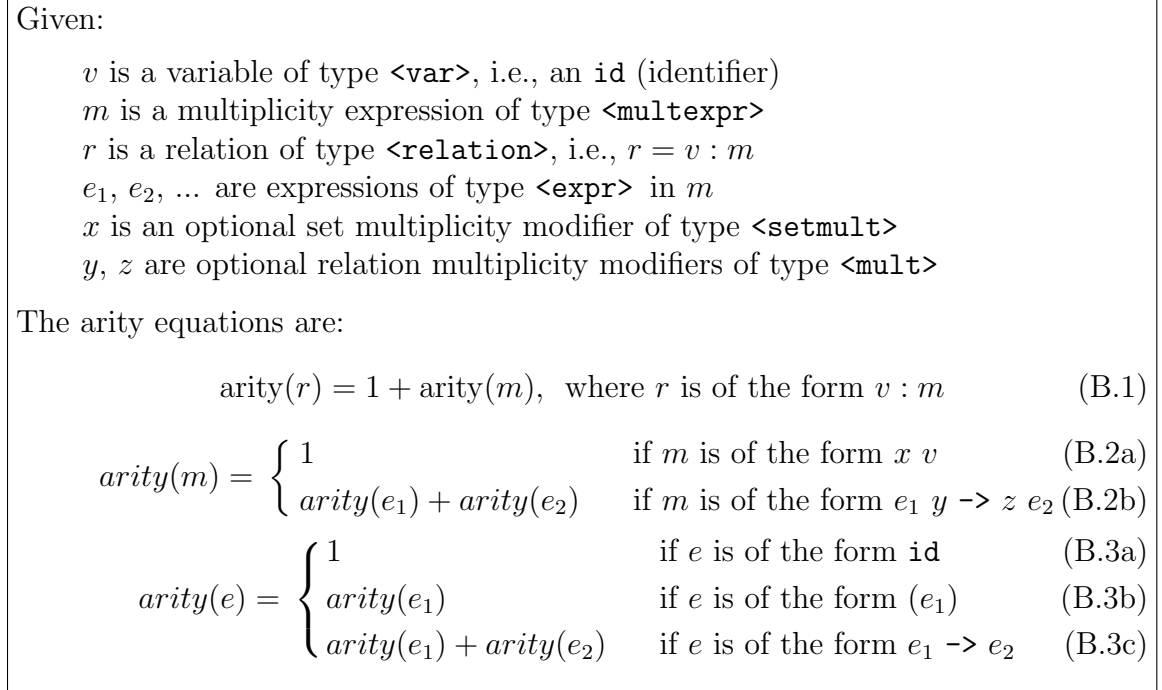 Given:
v is a variable of type <var>, i.e., an id (identifier)
m is a multiplicity expression of type <multexpr>
r is a relation of type <relation>, i.e., r = v : m
e₁, e₂, ... are expressions of type <expr> in m
x is an optional set multiplicity modifier of type <setmult>
y, z are optional relation multiplicity modifiers of type <mult>
The arity equations are:
arity(r) = 1 + arity(m), where r is of the form v : m (B.1)
arity(m) = { 1 if m is of the form x v (B.2a)
arity(e₁) + arity(e₂) if m is of the form e₁ y -> z e₂ (B.2b)
arity(e) = { 1 if e is of the form id (B.3a)
arity(e₁) if e is of the form (e₁) (B.3b)
arity(e₁) + arity(e₂) if e is of the form e₁ -> e₂ (B.3c)